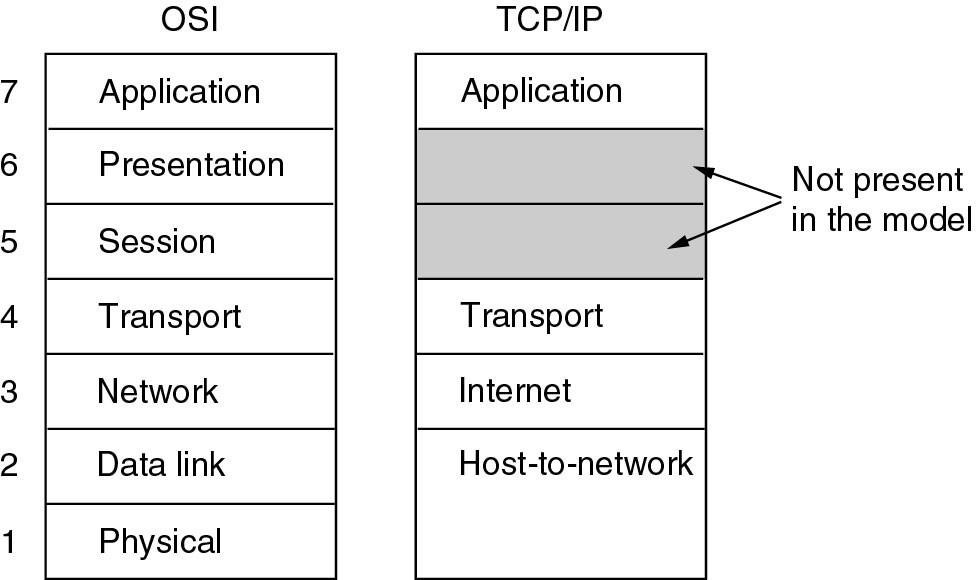 OSI TCP/IP
7 Application Application
6 Presentation
5 Session
Not present
in the model
4 Transport Transport
3 Network Internet
2 Data link Host-to-network
1 Physical